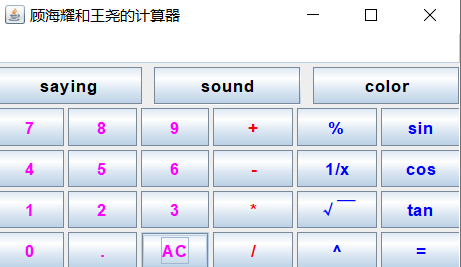 顾海耀和王尧的计算器
saying sound color
7 8 9 + % sin
4 5 6 - 1/x cos
1 2 3 * √￣ tan
0 . AC / ^ =